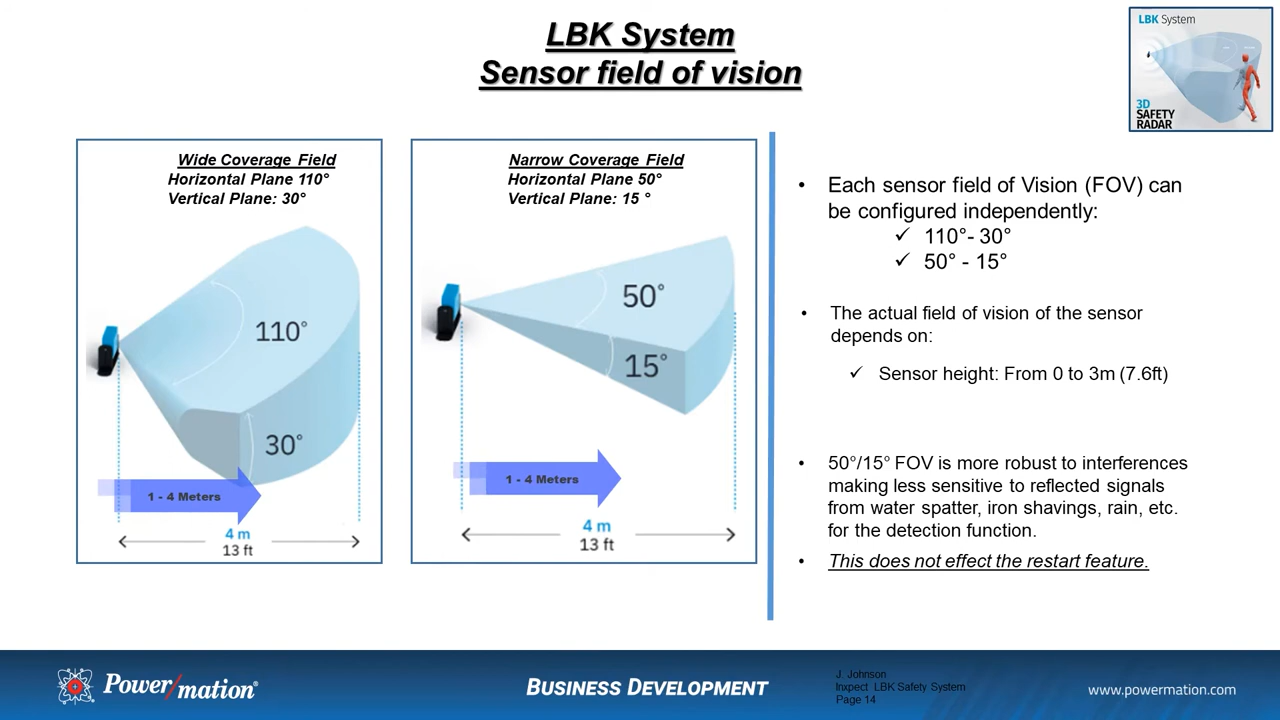 LBK System
Sensor field of vision
LBK System
3D
SAFETY
RADAR
Wide Coverage Field
Horizontal Plane 110°
Vertical Plane: 30°
110°
30°
1 - 4 Meters
4 m
13 ft
Narrow Coverage Field
Horizontal Plane 50°
Vertical Plane: 15 °
50°
15°
1 - 4 Meters
4 m
13 ft
• Each sensor field of Vision (FOV) can
be configured independently:
✓ 110°- 30°
✓ 50° - 15°
• The actual field of vision of the sensor
depends on:
✓ Sensor height: From 0 to 3m (7.6ft)
• 50°/15° FOV is more robust to interferences
making less sensitive to reflected signals
from water spatter, iron shavings, rain, etc.
for the detection function.
• This does not effect the restart feature.
Power/mation®
BUSINESS DEVELOPMENT
J. Johnson
Inxpect LBK Safety System
Page 14
www.powermation.com